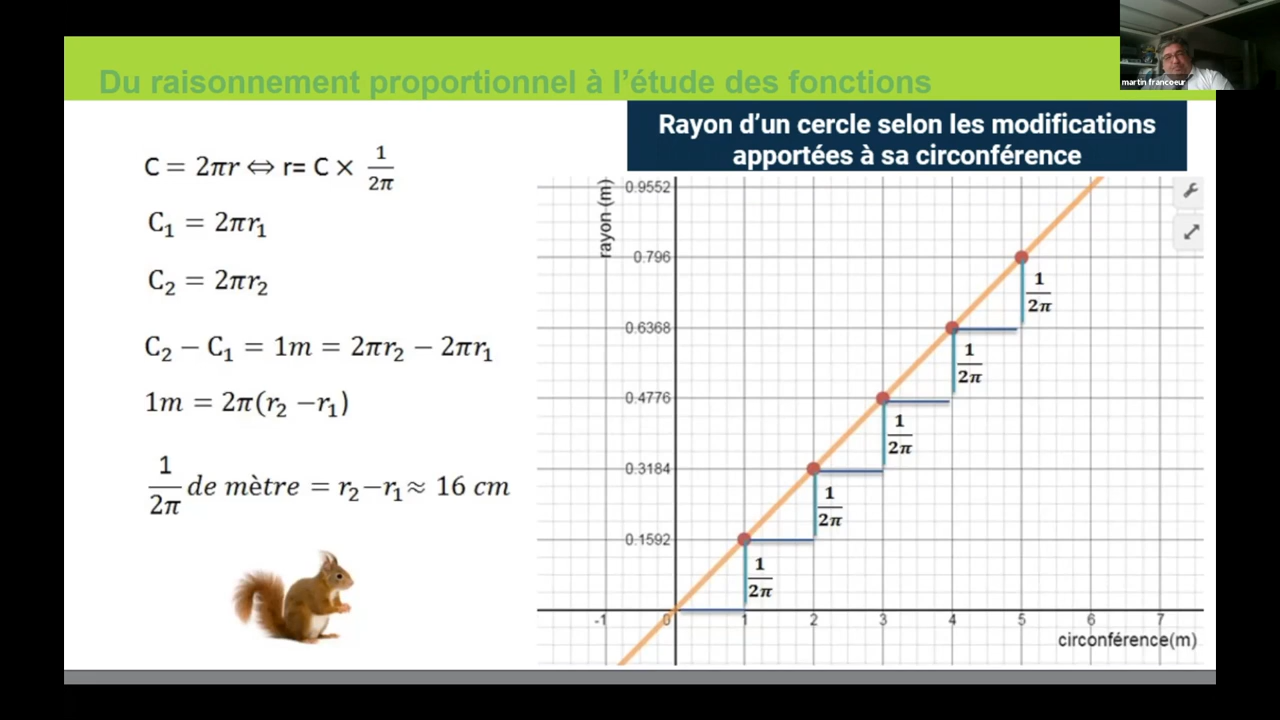 martin francoeur
Du raisonnement proportionnel à l'étude des fonctions
C = 2πr ⇔ r= C × 1/2π
C₁ = 2πr₁
C₂ = 2πr₂
C₂ − C₁ = 1m = 2πr₂ − 2πr₁
1m = 2π(r₂ −r₁)
1/2π de mètre = r₂−r₁≈ 16 cm
Rayon d'un cercle selon les modifications
apportées à sa circonférence
rayon (m)
0.9552
0.796
0.6368
0.4776
0.3184
0.1592
1/2π
1/2π
1/2π
1/2π
1/2π
-1 0 1 2 3 4 5 6 7
circonférence(m)